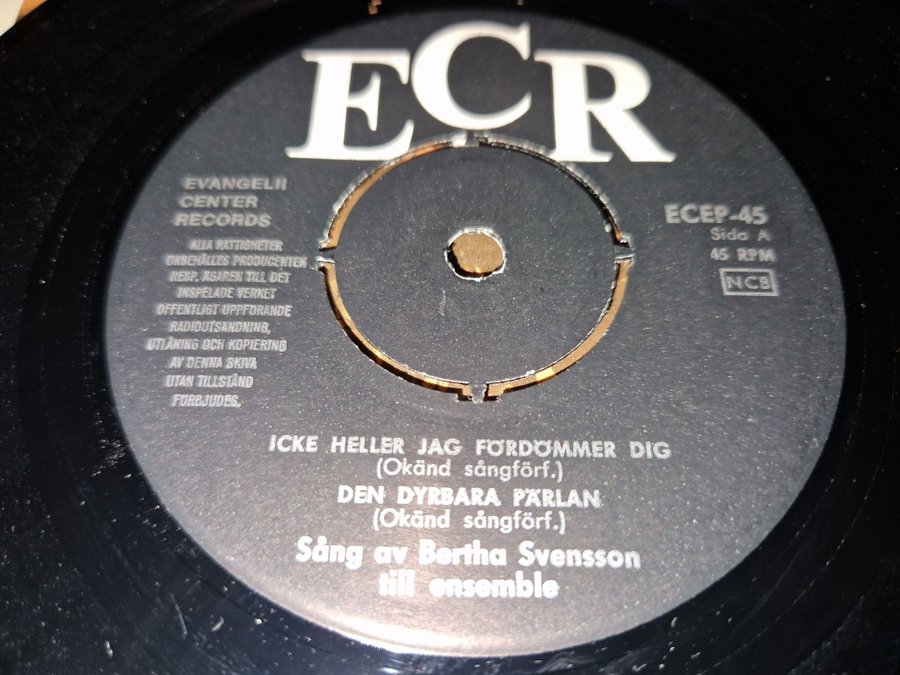 ECR
EVANGELII
CENTER
RECORDS
ALLA RÄTTIGHETER
ORBEHÅLLES PRODUCENTEN
RESP. ÄGAREN TILL DET
INSPELADE VERKET
OFFENTLIGT UPPFÖRANDE
RADIOUTSÄNDNING,
UTLÅNING OCH KOPIERING
AV DENNA SKIVA
UTAN TILLSTÅND
FÖRBJUDES.
ECEP-45
Sida A
45 RPM
NCB
ICKE HELLER JAG FÖRDÖMMER DIG
(Okänd sångförf.)
DEN DYRBARA PÄRLAN
(Okänd sångförf.)
Sång av Bertha Svensson
till ensemble